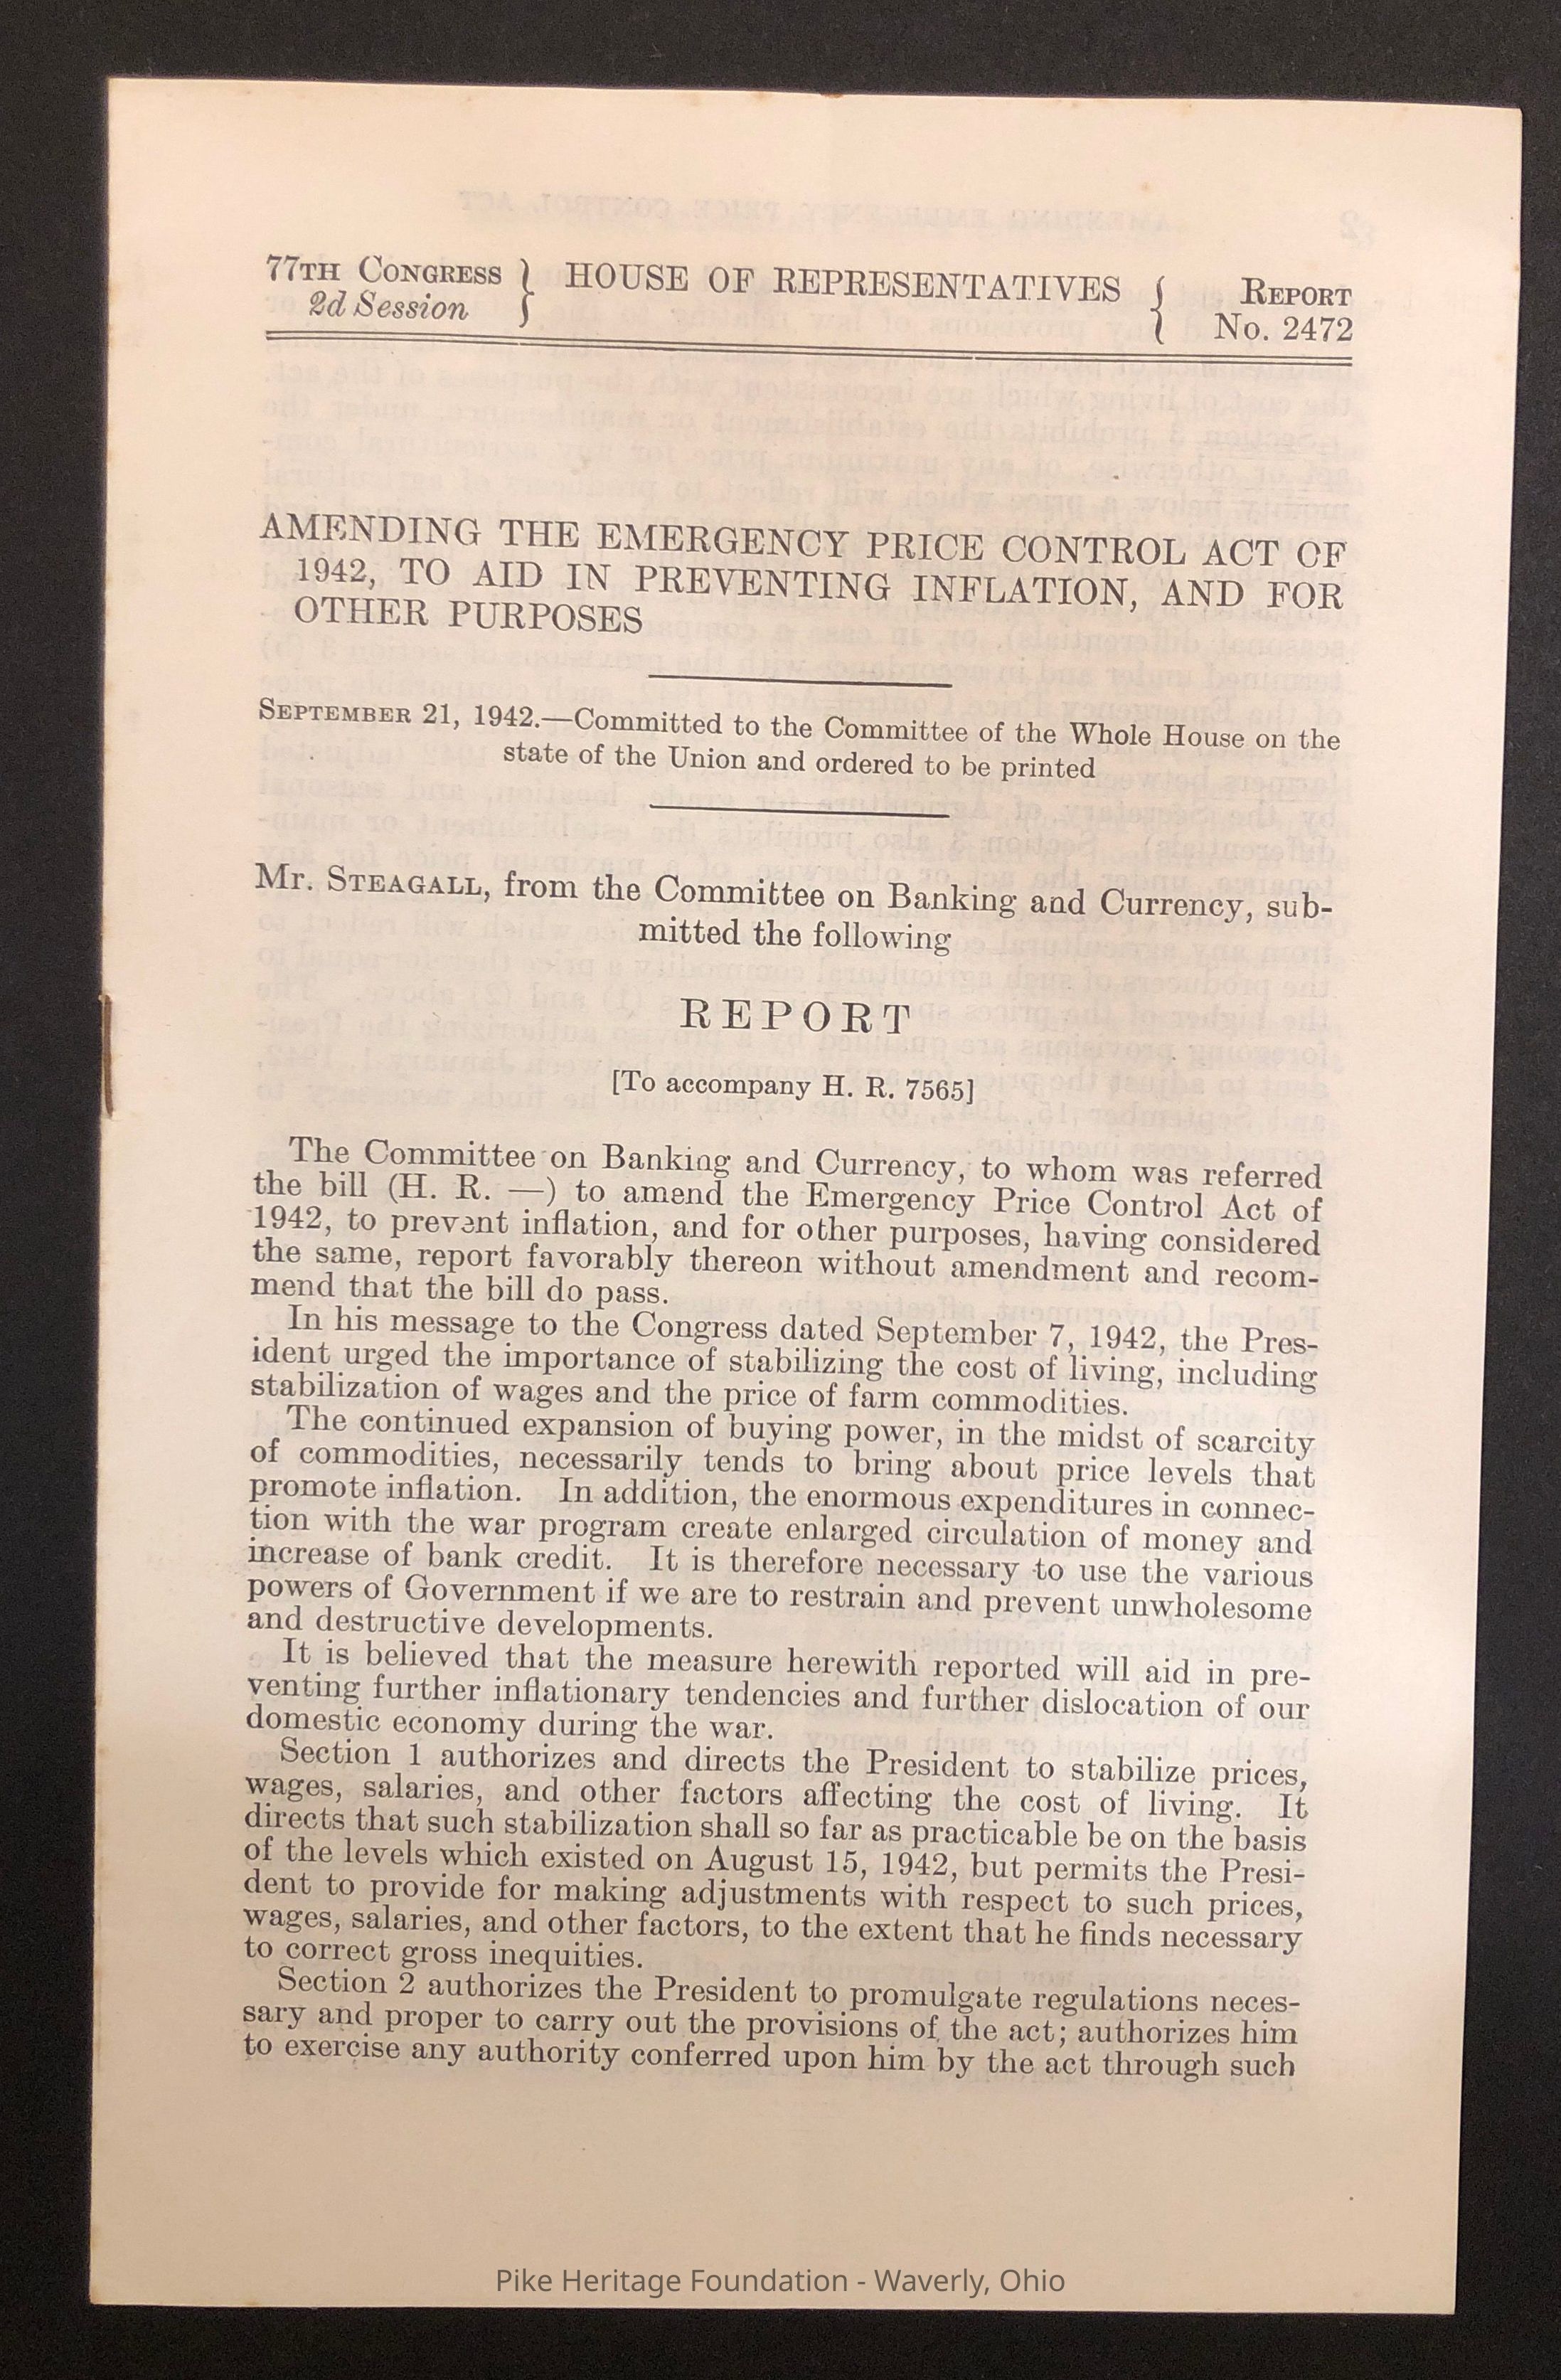 77TH CONGRESS
2d Session
HOUSE OF REPRESENTATIVES
REPORT
No. 2472
AMENDING THE EMERGENCY PRICE CONTROL ACT OF
1942, TO AID IN PREVENTING INFLATION, AND FOR
OTHER PURPOSES
SEPTEMBER 21, 1942.—Committed to the Committee of the Whole House on the
state of the Union and ordered to be printed
Mr. STEAGALL, from the Committee on Banking and Currency, sub-
mitted the following
REPORT
[To accompany H. R. 7565]
The Committee on Banking and Currency, to whom was referred
the bill (H. R. —) to amend the Emergency Price Control Act of
1942, to prevent inflation, and for other purposes, having considered
the same, report favorably thereon without amendment and recom-
mend that the bill do pass.
In his message to the Congress dated September 7, 1942, the Pres-
ident urged the importance of stabilizing the cost of living, including
stabilization of wages and the price of farm commodities.
The continued expansion of buying power, in the midst of scarcity
of commodities, necessarily tends to bring about price levels that
promote inflation. In addition, the enormous expenditures in connec-
tion with the war program create enlarged circulation of money and
increase of bank credit. It is therefore necessary to use the various
powers of Government if we are to restrain and prevent unwholesome
and destructive developments.
It is believed that the measure herewith reported will aid in pre-
venting further inflationary tendencies and further dislocation of our
domestic economy during the war.
Section 1 authorizes and directs the President to stabilize prices,
wages, salaries, and other factors affecting the cost of living. It
directs that such stabilization shall so far as practicable be on the basis
of the levels which existed on August 15, 1942, but permits the Presi-
dent to provide for making adjustments with respect to such prices,
wages, salaries, and other factors, to the extent that he finds necessary
to correct gross inequities.
Section 2 authorizes the President to promulgate regulations neces-
sary and proper to carry out the provisions of the act; authorizes him
to exercise any authority conferred upon him by the act through such
Pike Heritage Foundation - Waverly, Ohio